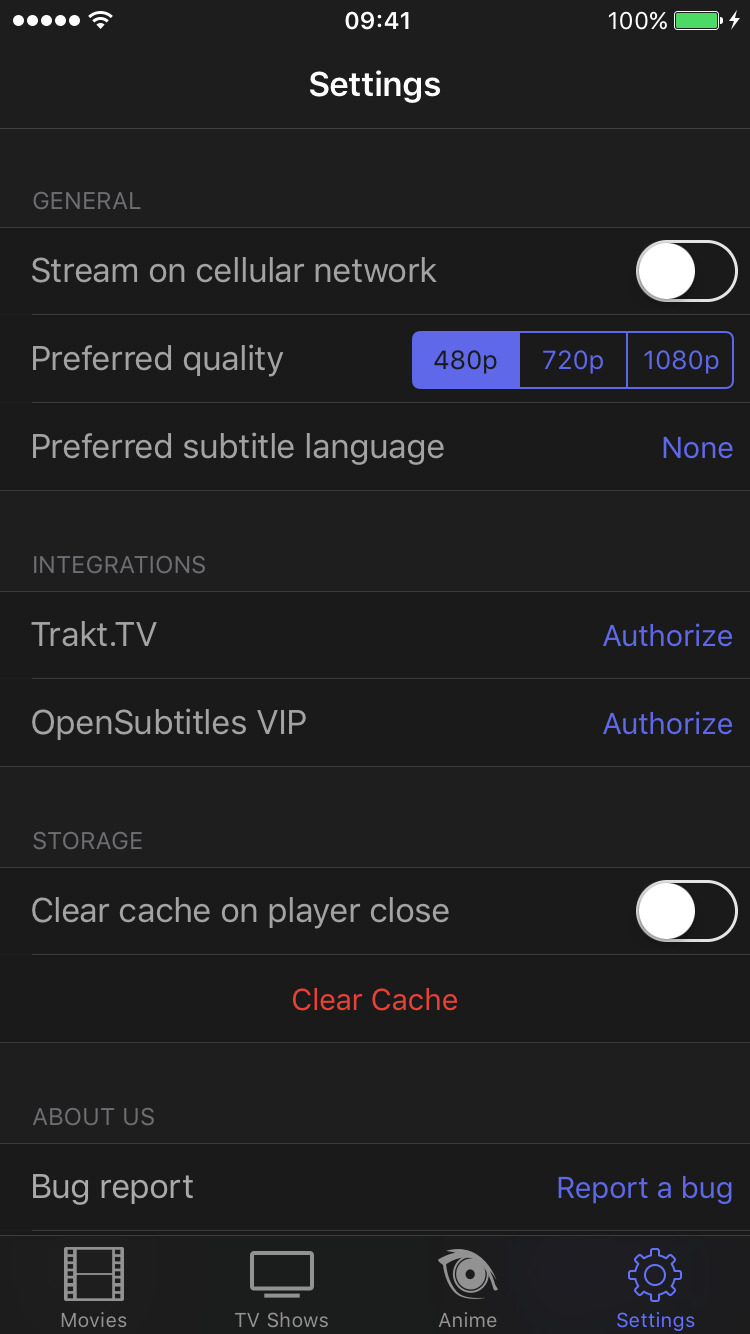 09:41
100%
Settings
GENERAL
Stream on cellular network
Preferred quality 480p 720p 1080p
Preferred subtitle language None
INTEGRATIONS
Trakt.TV Authorize
OpenSubtitles VIP Authorize
STORAGE
Clear cache on player close
Clear Cache
ABOUT US
Bug report Report a bug
Movies TV Shows Anime Settings